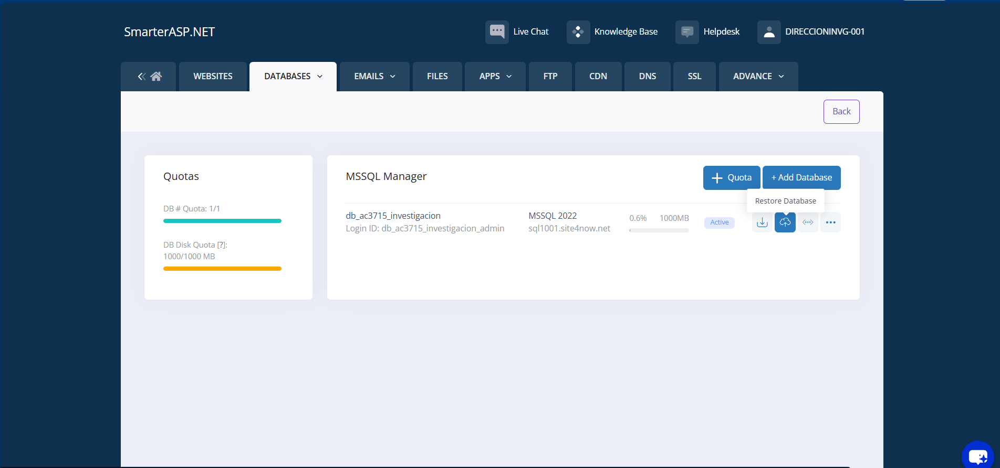 SmarterASP.NET
Live Chat
Knowledge Base
Helpdesk
DIRECCIONINVG-001
WEBSITES
DATABASES
EMAILS
FILES
APPS
FTP
CDN
DNS
SSL
ADVANCE
Back
Quotas
DB # Quota: 1/1
DB Disk Quota [?]:
1000/1000 MB
MSSQL Manager
Quota
+ Add Database
Restore Database
db_ac3715_investigacion
Login ID: db_ac3715_investigacion_admin
MSSQL 2022
sql1001.site4now.net
0.6%
1000MB
Active